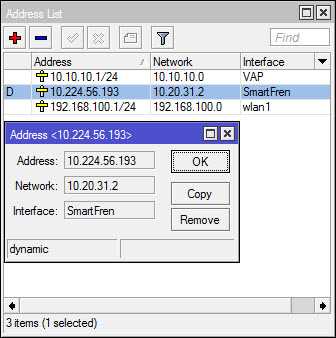 Address List
Find
Address Network Interface
10.10.10.1/24 10.10.10.0 VAP
D 10.224.56.193 10.20.31.2 SmartFren
192.168.100.1/24 192.168.100.0 wlan1
Address <10.224.56.193>
Address: 10.224.56.193
OK
Network: 10.20.31.2
Copy
Interface: SmartFren
Remove
dynamic
3 items (1 selected)